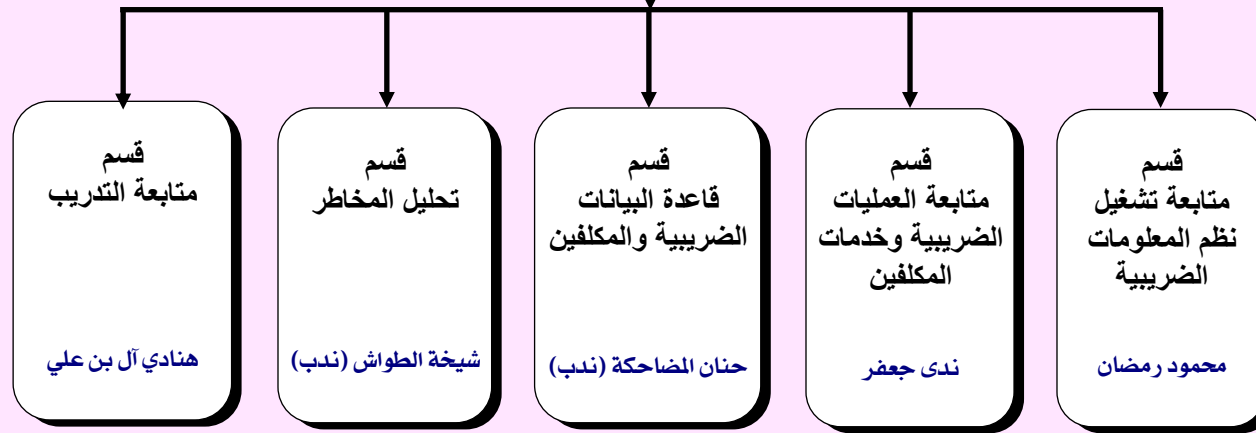 قسم
متابعة تشغيل
نظم المعلومات
الضريبية
محمود رمضان
قسم
متابعة العمليات
الضريبية وخدمات
المكلفين
ندى جعفر
قسم
قاعدة البيانات
الضريبية والمكلفين
حنان المضاحكة (ندب)
قسم
تحليل المخاطر
شيخة الطواش (ندب)
قسم
متابعة التدريب
هنادي آل بن علي